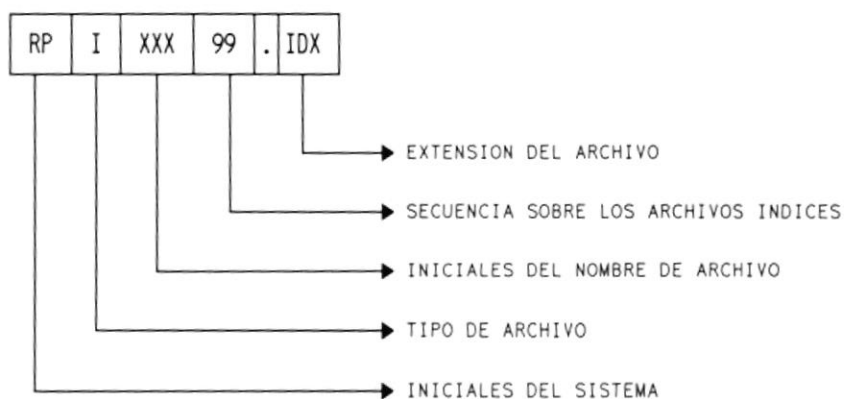 RP I XXX 99 . IDX
EXTENSION DEL ARCHIVO
SECUENCIA SOBRE LOS ARCHIVOS INDICES
INICIALES DEL NOMBRE DE ARCHIVO
TIPO DE ARCHIVO
INICIALES DEL SISTEMA